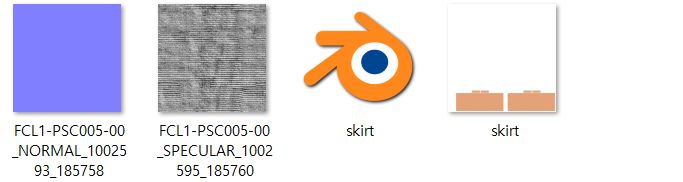 FCL1-PSC005-00
_NORMAL_10025
93_185758
FCL1-PSC005-00
_SPECULAR_1002
595_185760
skirt
skirt